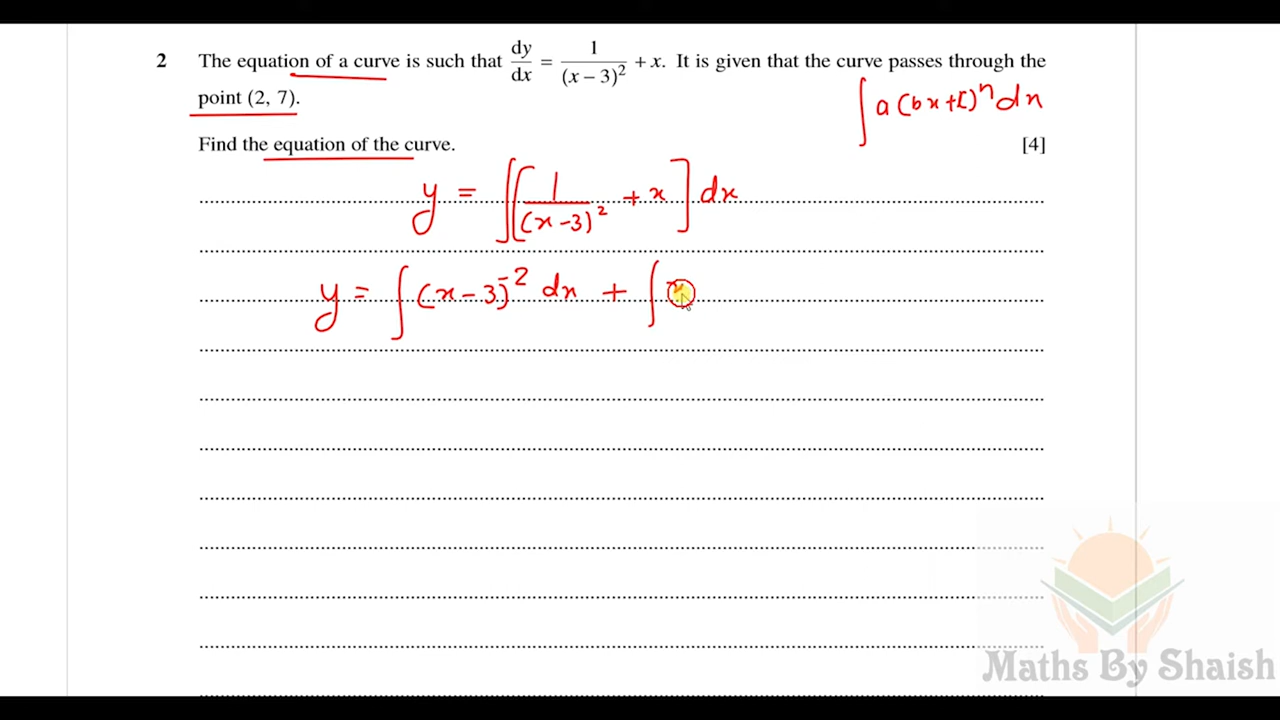 2 The equation of a curve is such that dy/dx = 1/(x – 3)² + x. It is given that the curve passes through the
point (2, 7).
∫ a(bx+c)ⁿ dx
Find the equation of the curve. [4]
y = ∫[1/(x-3)² + x] dx
y = ∫(x-3)⁻² dx + ∫x
Maths By Shaish